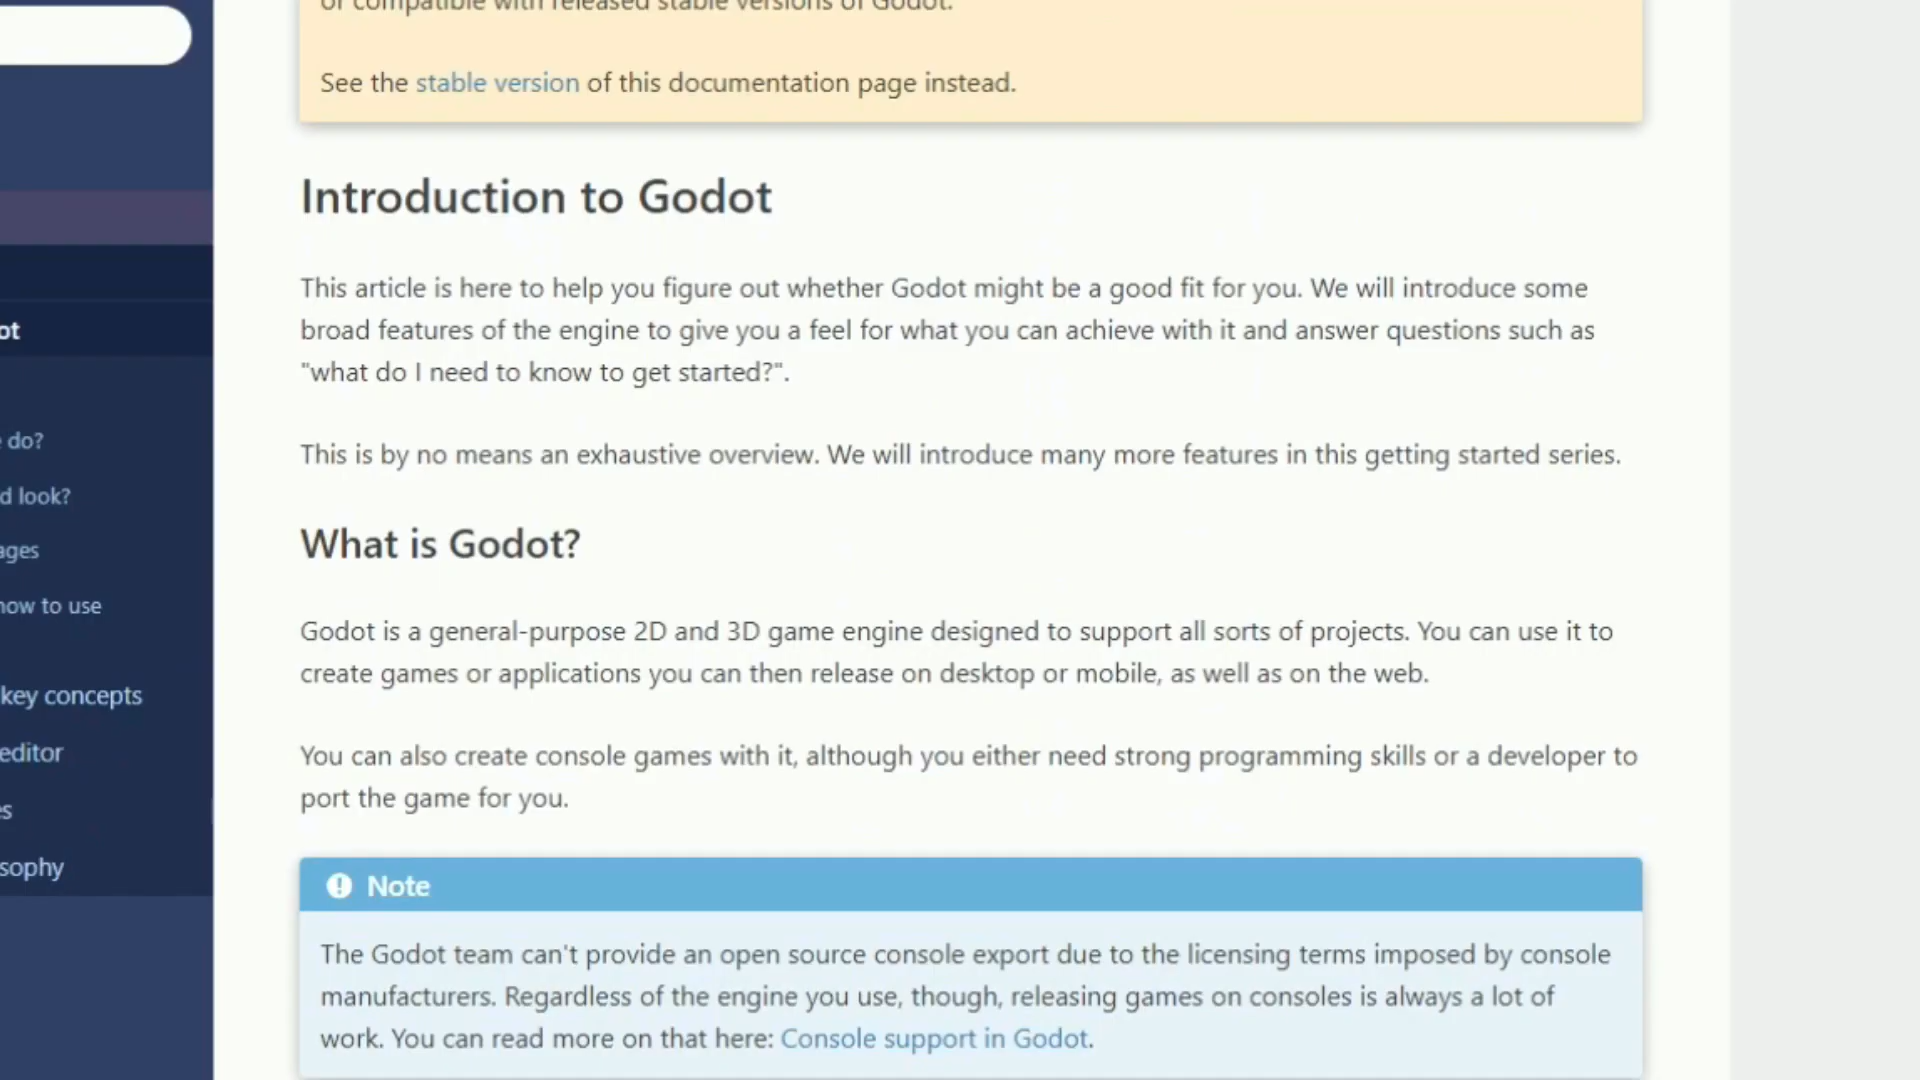 or compatible with released stable versions of Godot.
See the stable version of this documentation page instead.
Introduction to Godot
This article is here to help you figure out whether Godot might be a good fit for you. We will introduce some
broad features of the engine to give you a feel for what you can achieve with it and answer questions such as
"what do I need to know to get started?".
This is by no means an exhaustive overview. We will introduce many more features in this getting started series.
What is Godot?
Godot is a general-purpose 2D and 3D game engine designed to support all sorts of projects. You can use it to
create games or applications you can then release on desktop or mobile, as well as on the web.
You can also create console games with it, although you either need strong programming skills or a developer to
port the game for you.
Note
The Godot team can't provide an open source console export due to the licensing terms imposed by console
manufacturers. Regardless of the engine you use, though, releasing games on consoles is always a lot of
work. You can read more on that here: Console support in Godot.
ot
do?
d look?
ages
how to use
key concepts
editor
es
sophy